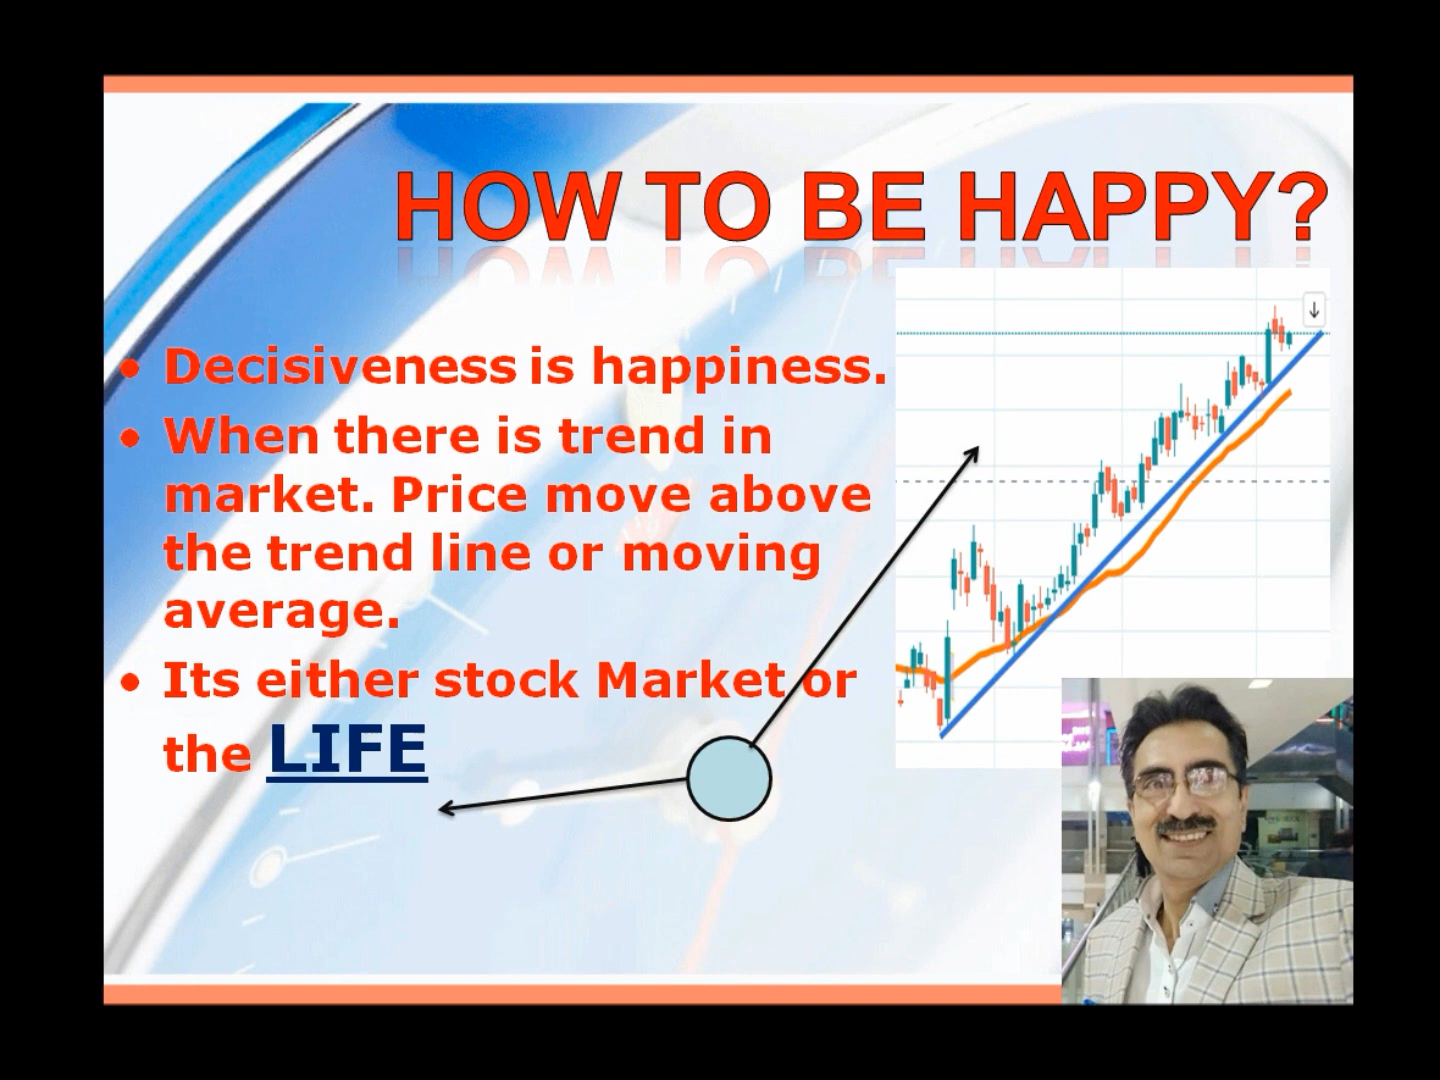 HOW TO BE HAPPY?
• Decisiveness is happiness.
• When there is trend in
market. Price move above
the trend line or moving
average.
• Its either stock Market or
the LIFE